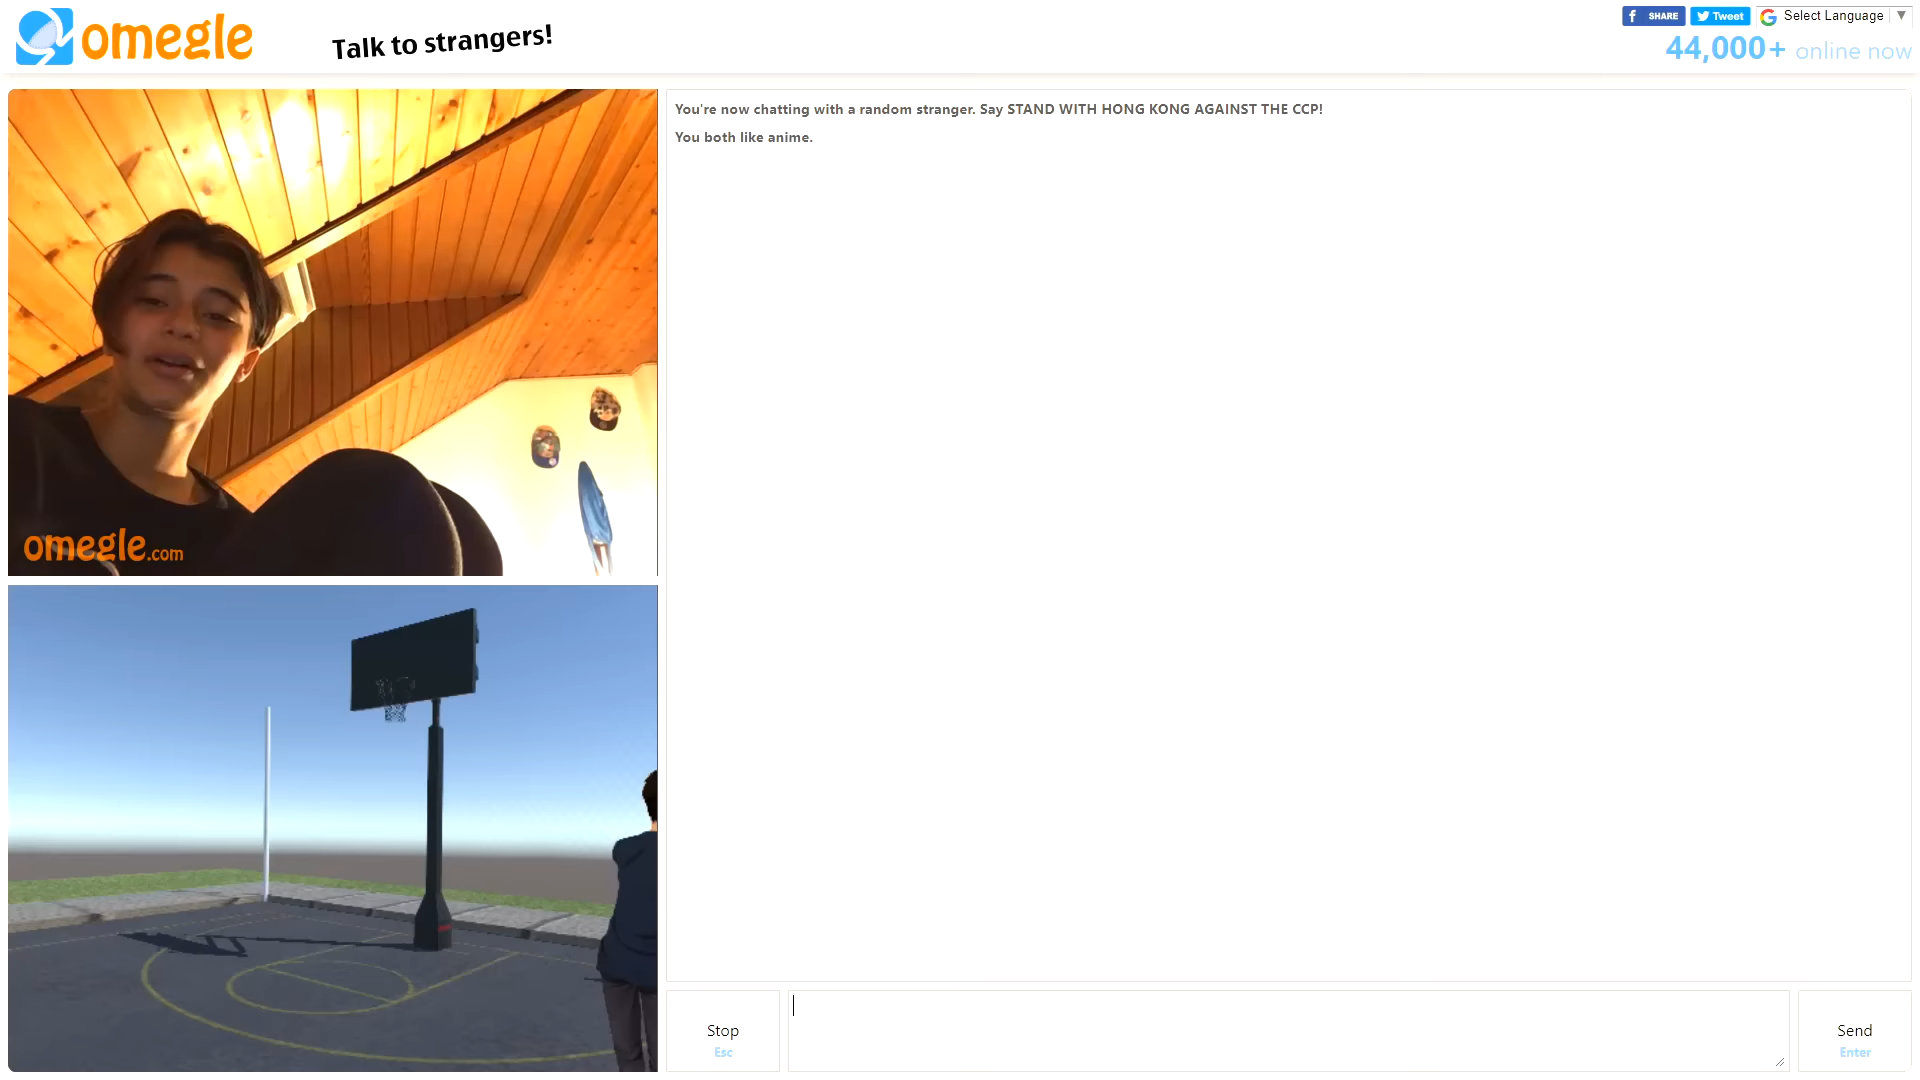 omegle
Talk to strangers!
SHARE
Tweet
Select Language ▼
44,000+ online now
You're now chatting with a random stranger. Say STAND WITH HONG KONG AGAINST THE CCP!
You both like anime.
omegle.com
Stop
Esc
Send
Enter